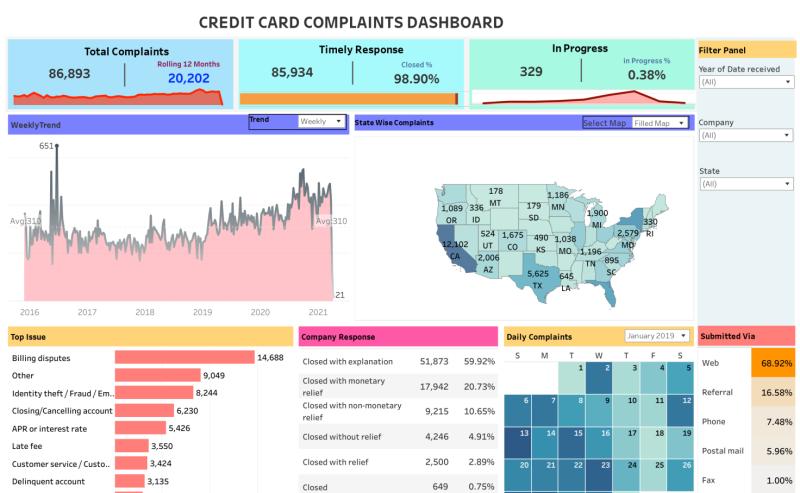 CREDIT CARD COMPLAINTS DASHBOARD
Total Complaints
86,893
Rolling 12 Months
20,202
Timely Response
85,934
Closed %
98.90%
In Progress
329
In Progress %
0.38%
Filter Panel
Year of Date received
(All)
Company
(All)
State
(All)
WeeklyTrend
Trend
Weekly
651
Avg:310
Avg:310
21
2016 2017 2018 2019 2020 2021
State Wise Complaints
Select Map
Filled Map
178
MT
1,186
MN
1,089
OR
336
ID
179
SD
1,900
MI
330
RI
12,102
CA
524
UT
1,675
CO
490
KS
1,038
MO
2,579
MD
2,006
AZ
1,196
TN
895
SC
5,625
TX
645
LA
Top Issue
Billing disputes 14,688
Other 9,049
Identity theft / Fraud / Em.. 8,244
Closing/Cancelling account 6,230
APR or interest rate 5,426
Late fee 3,550
Customer service / Custo.. 3,424
Delinquent account 3,135
Company Response
Closed with explanation 51,873 59.92%
Closed with monetary
relief 17,942 20.73%
Closed with non-monetary
relief 9,215 10.65%
Closed without relief 4,246 4.91%
Closed with relief 2,500 2.89%
Closed 649 0.75%
Daily Complaints
January 2019
S M T W T F S
1 2 3 4 5
6 7 8 9 10 11 12
13 14 15 16 17 18 19
20 21 22 23 24 25 26
Submitted Via
Web 68.92%
Referral 16.58%
Phone 7.48%
Postal mail 5.96%
Fax 1.00%